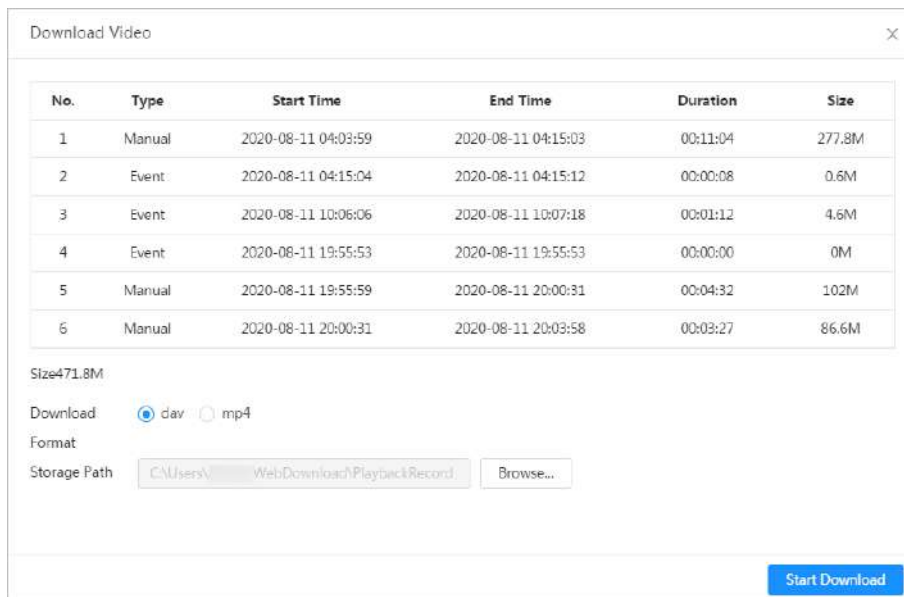 Download Video
No. Type Start Time End Time Duration Size
1 Manual 2020-08-11 04:03:59 2020-08-11 04:15:03 00:11:04 277.8M
2 Event 2020-08-11 04:15:04 2020-08-11 04:15:12 00:00:08 0.6M
3 Event 2020-08-11 10:06:06 2020-08-11 10:07:18 00:01:12 4.6M
4 Event 2020-08-11 19:55:53 2020-08-11 19:55:53 00:00:00 0M
5 Manual 2020-08-11 19:55:59 2020-08-11 20:00:31 00:04:32 102M
6 Manual 2020-08-11 20:00:31 2020-08-11 20:03:58 00:03:27 86.6M
Size471.8M
Download dav mp4
Format
Storage Path C:\Users\ WebDownload\PlaybackRecord Browse...
Start Download